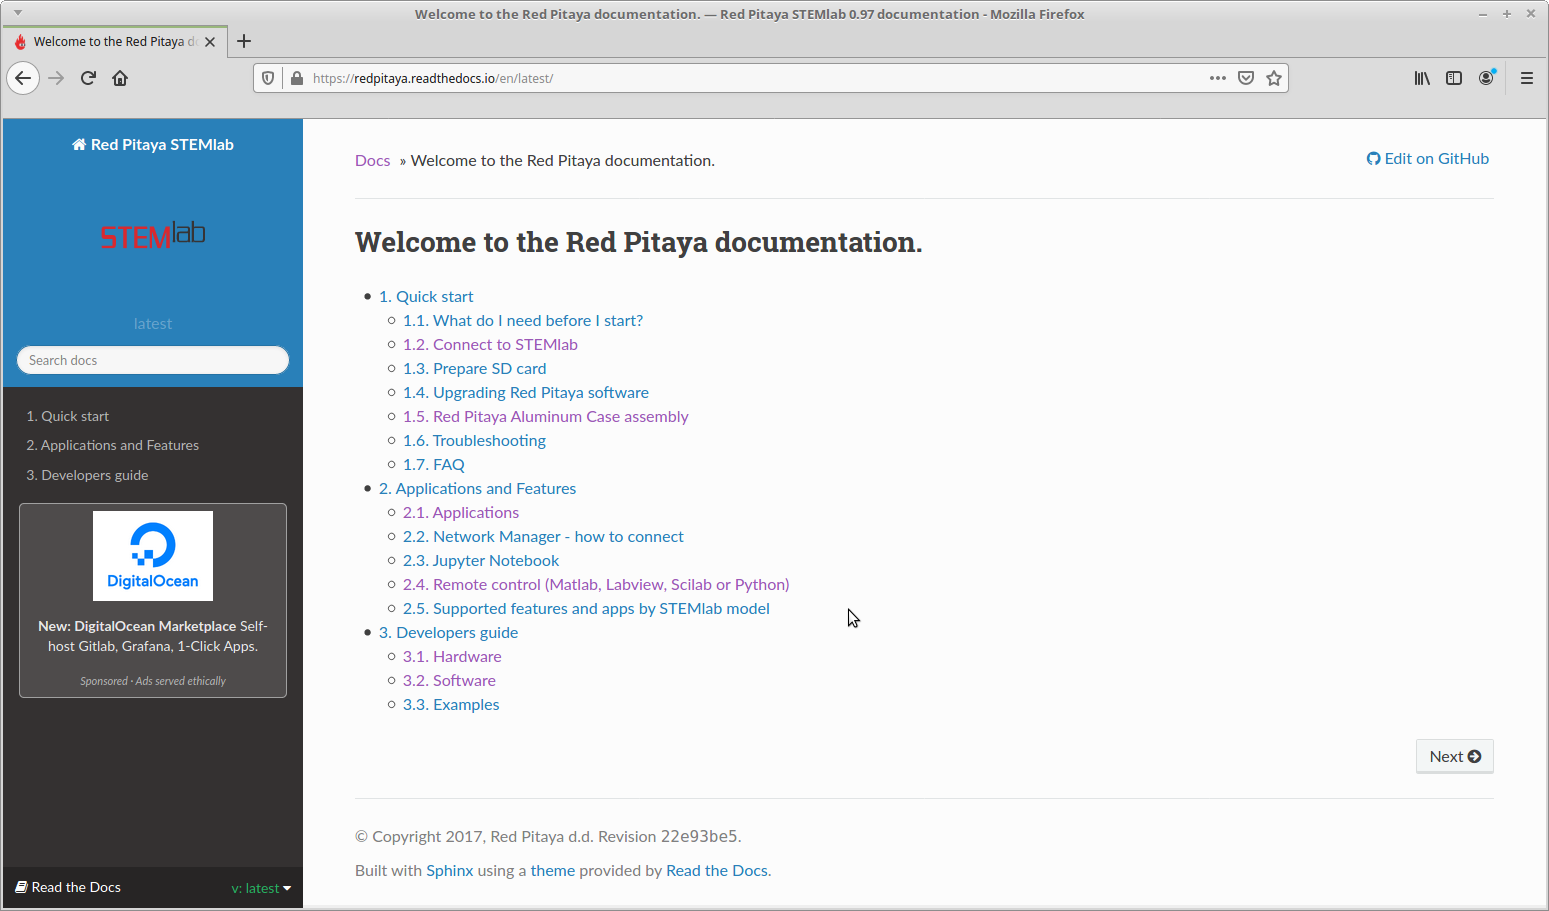 Welcome to the Red Pitaya documentation. — Red Pitaya STEMlab 0.97 documentation - Mozilla Firefox
Welcome to the Red Pitaya d
https://redpitaya.readthedocs.io/en/latest/
Red Pitaya STEMlab
STEMlab
latest
Search docs
1. Quick start
2. Applications and Features
3. Developers guide
DigitalOcean
New: DigitalOcean Marketplace Self-
host Gitlab, Grafana, 1-Click Apps.
Sponsored · Ads served ethically
Read the Docs
v: latest
Docs » Welcome to the Red Pitaya documentation.
Edit on GitHub
Welcome to the Red Pitaya documentation.
1. Quick start
1.1. What do I need before I start?
1.2. Connect to STEMlab
1.3. Prepare SD card
1.4. Upgrading Red Pitaya software
1.5. Red Pitaya Aluminum Case assembly
1.6. Troubleshooting
1.7. FAQ
2. Applications and Features
2.1. Applications
2.2. Network Manager - how to connect
2.3. Jupyter Notebook
2.4. Remote control (Matlab, Labview, Scilab or Python)
2.5. Supported features and apps by STEMlab model
3. Developers guide
3.1. Hardware
3.2. Software
3.3. Examples
Next
© Copyright 2017, Red Pitaya d.d. Revision 22e93be5.
Built with Sphinx using a theme provided by Read the Docs.